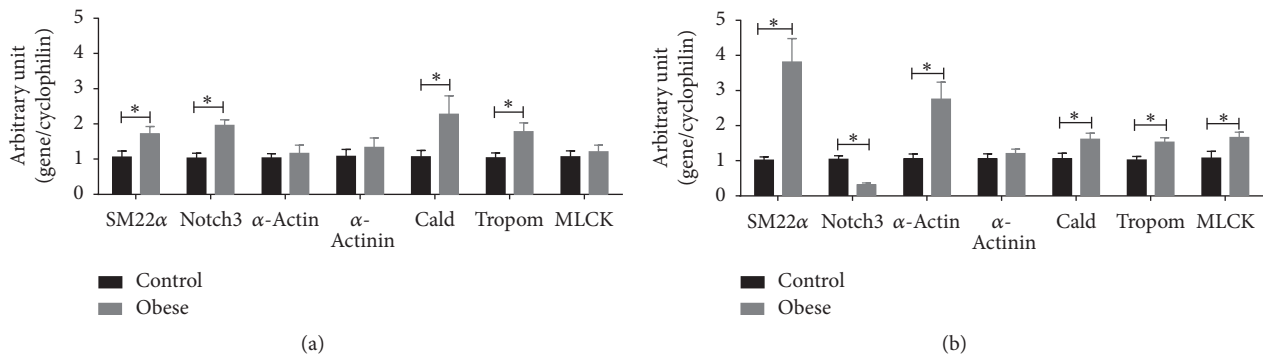 Arbitrary unit
(gene/cyclophilin)
5
4
3
2
1
0
* * * *
SM22α Notch3 α-Actin α-Actinin Cald Tropom MLCK
Control
Obese
(a)
Arbitrary unit
(gene/cyclophilin)
5
4
3
2
1
0
* * * * * *
SM22α Notch3 α-Actin α-Actinin Cald Tropom MLCK
Control
Obese
(b)